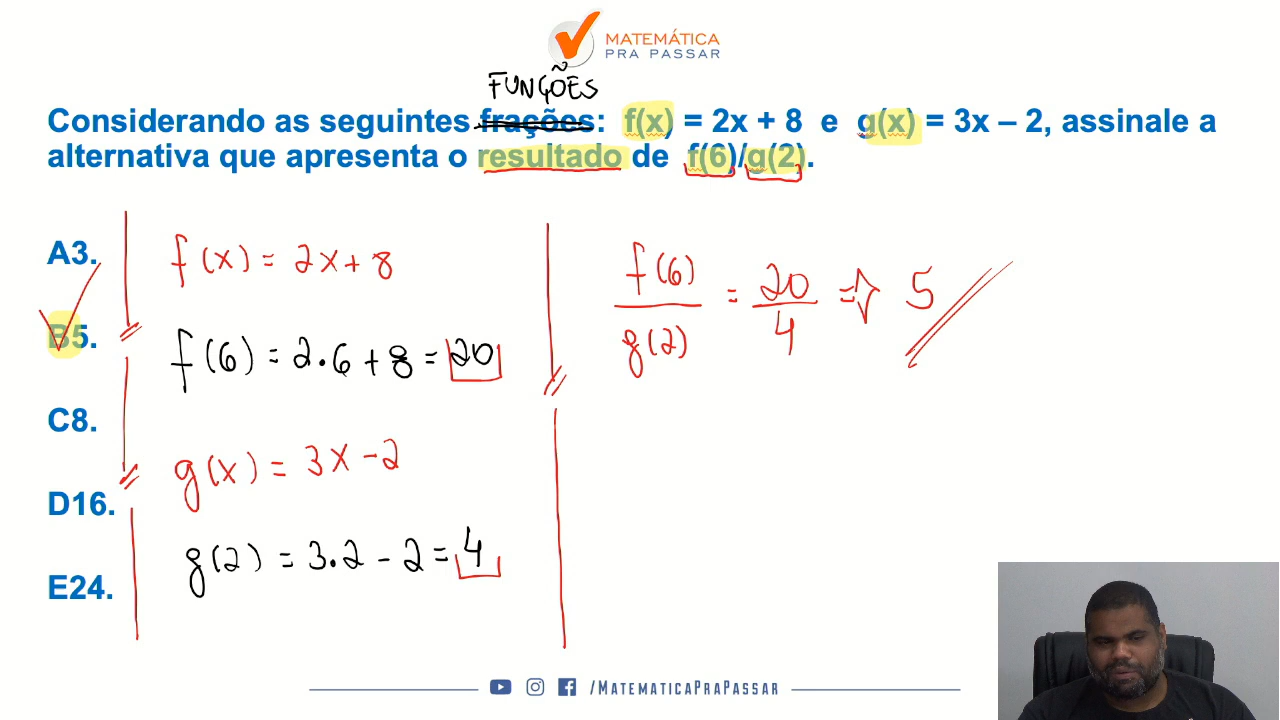 MATEMÁTICA
PRA PASSAR
FUNÇÕES
Considerando as seguintes frações: f(x) = 2x + 8 e g(x) = 3x – 2, assinale a
alternativa que apresenta o resultado de f(6)/g(2).
A3.
B5.
C8.
D16.
E24.
f(x) = 2x + 8
f(6) = 2.6 + 8 = 20
g(x) = 3x - 2
g(2) = 3.2 - 2 = 4
f(6)/g(2) = 20/4 => 5
/MatematicaPraPassar